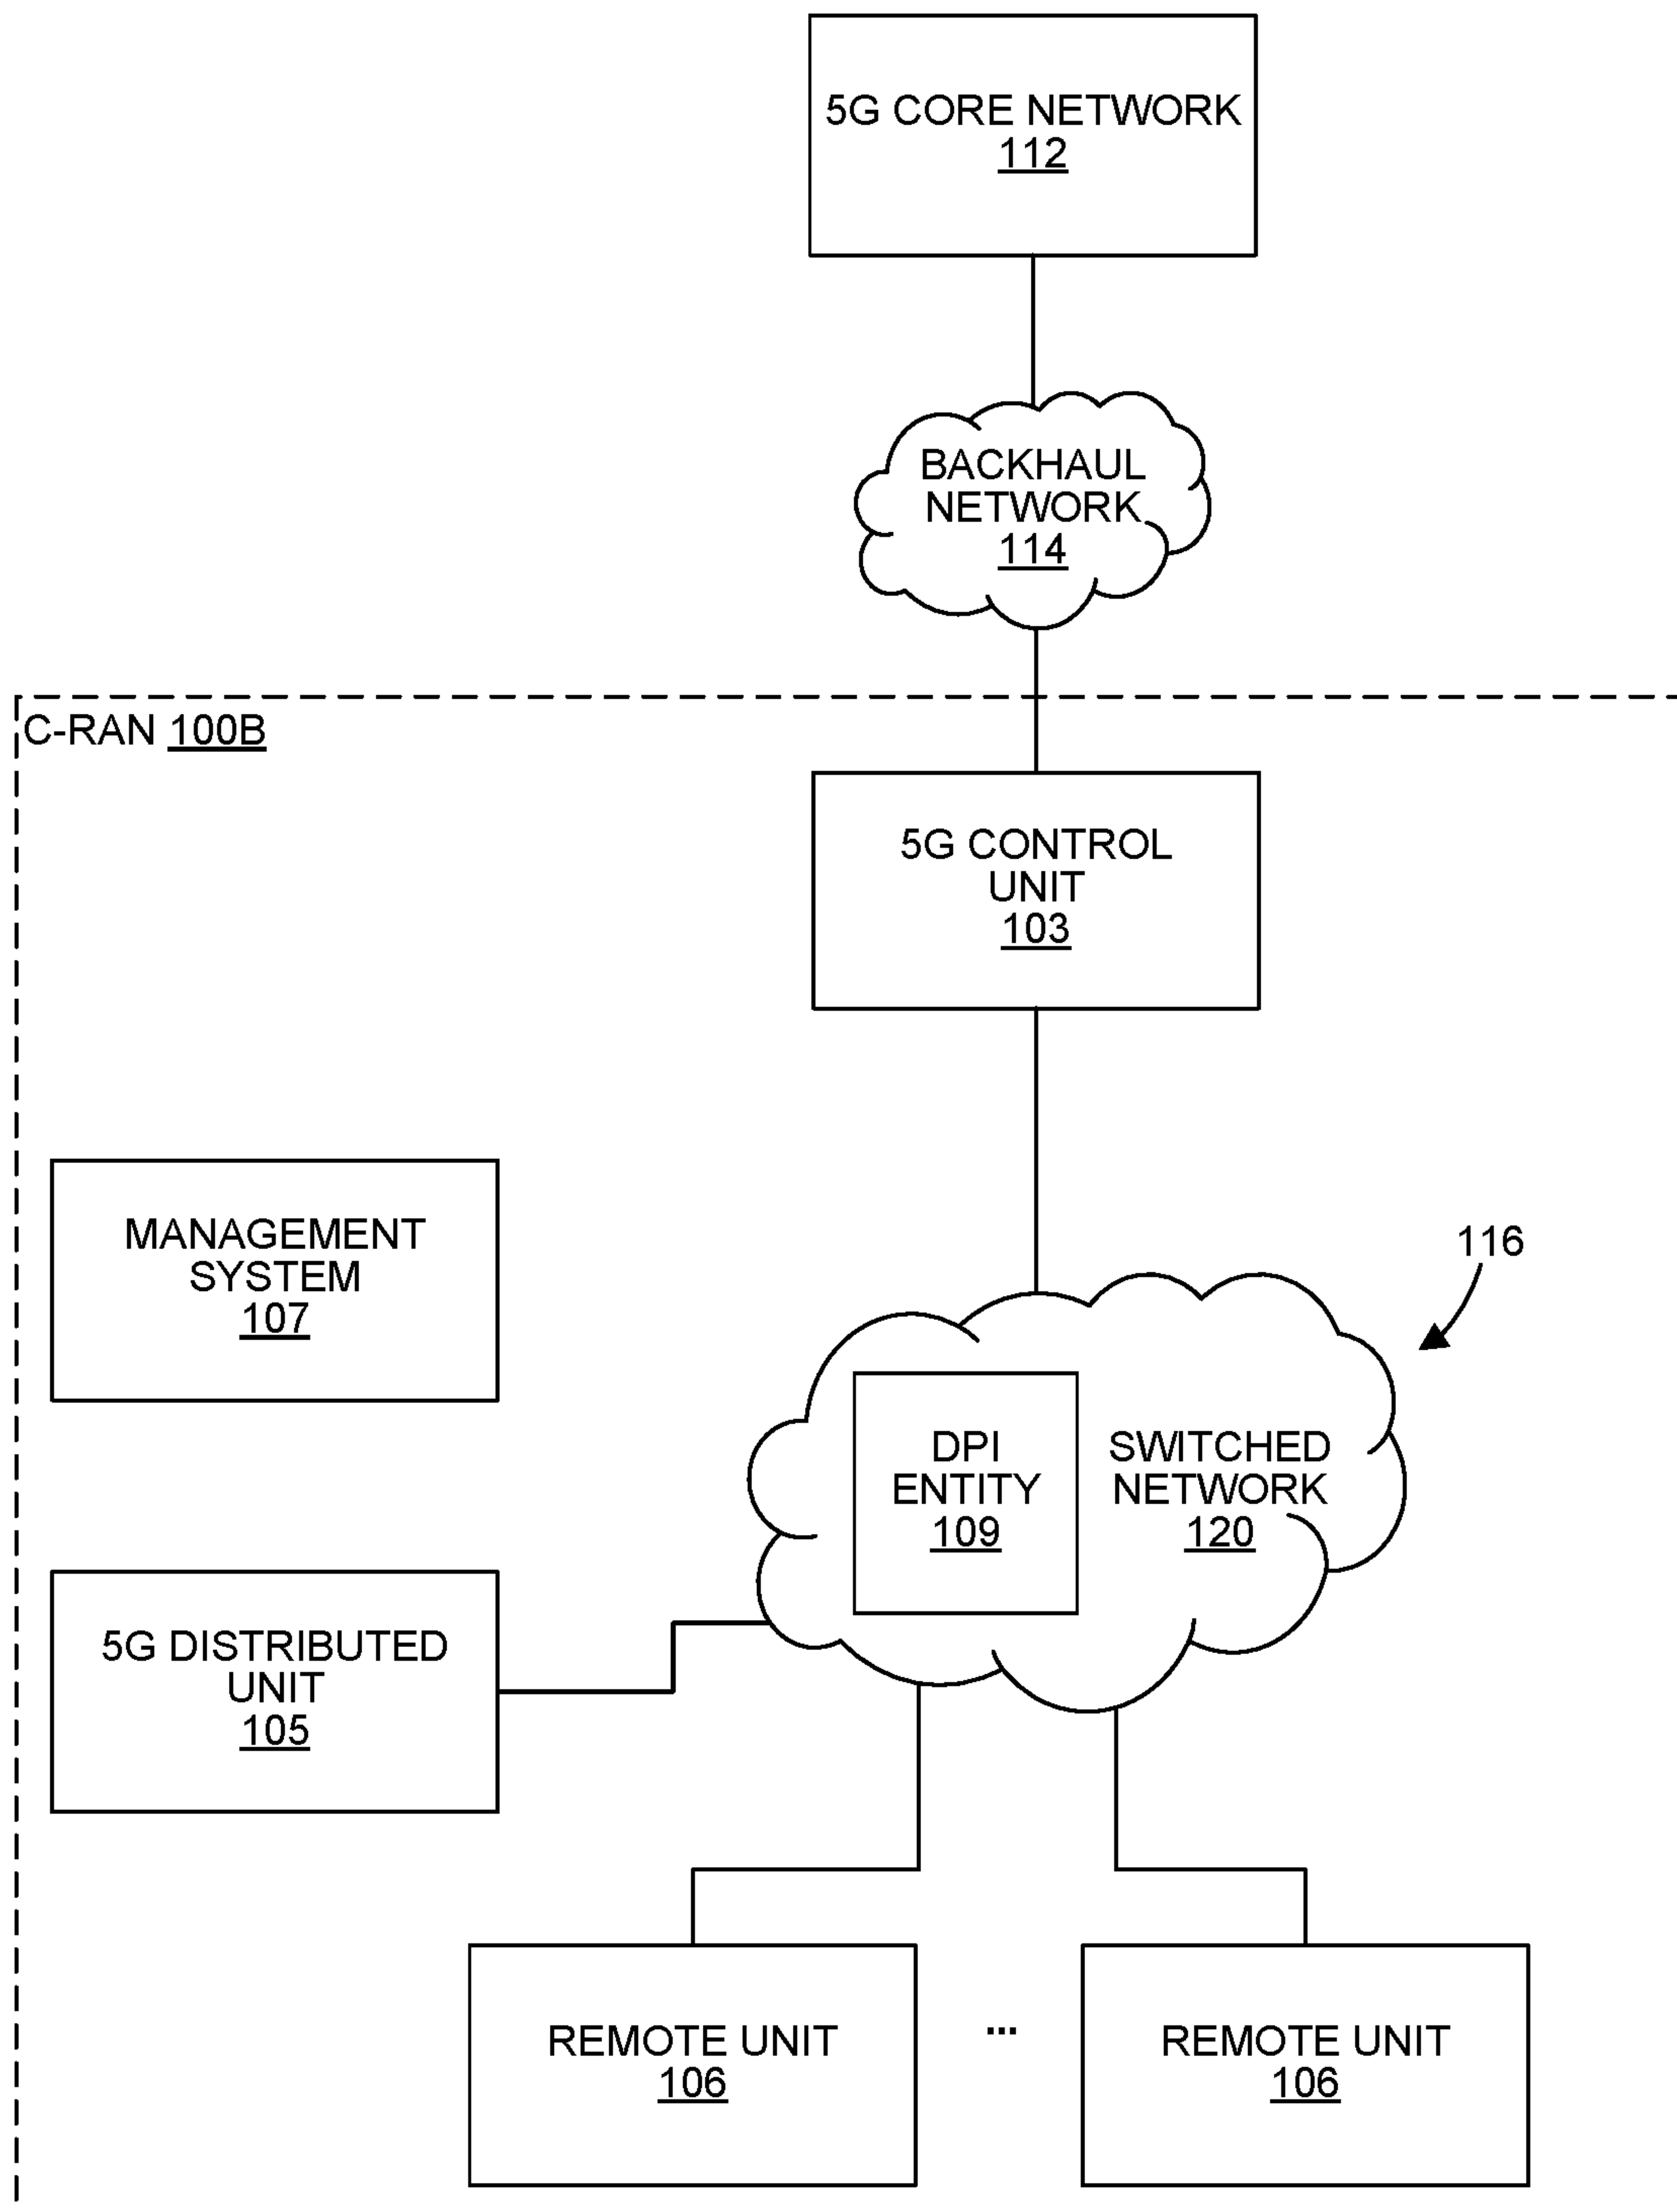 5G CORE NETWORK
112
BACKHAUL
NETWORK
114
C-RAN 100B
5G CONTROL
UNIT
103
MANAGEMENT
SYSTEM
107
116
DPI
ENTITY
109
SWITCHED
NETWORK
120
5G DISTRIBUTED
UNIT
105
REMOTE UNIT
106
...
REMOTE UNIT
106